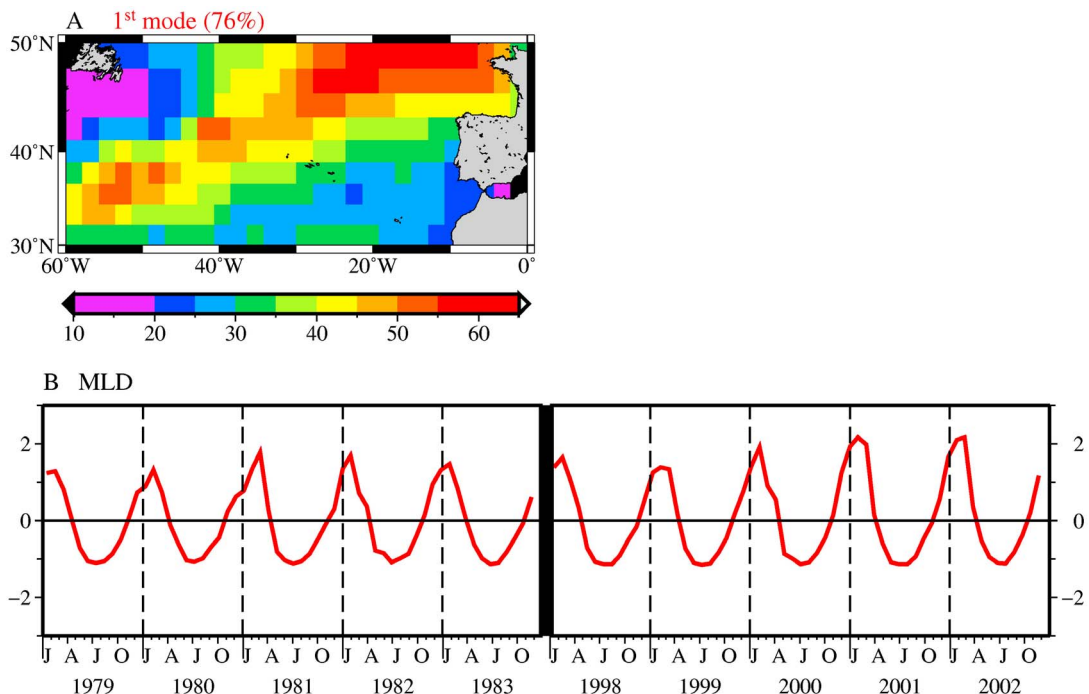 A 1st mode (76%)
50°N
40°N
30°N
60°W 40°W 20°W 0°
10 20 30 40 50 60
B MLD
2 2
0 0
−2 −2
J A J O J A J O J A J O J A J O J A J O J A J O J A J O J A J O J A J O J A J O
1979 1980 1981 1982 1983 1998 1999 2000 2001 2002